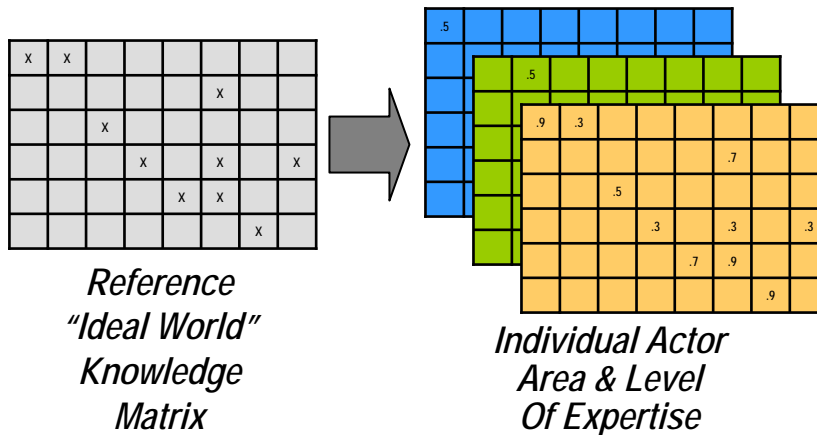 x x
x
x
x x x
x x
x
Reference
“Ideal World”
Knowledge
Matrix
.5
.5
.9 .3
.7
.5
.3 .3 .3
.7 .9
.9
Individual Actor
Area & Level
Of Expertise